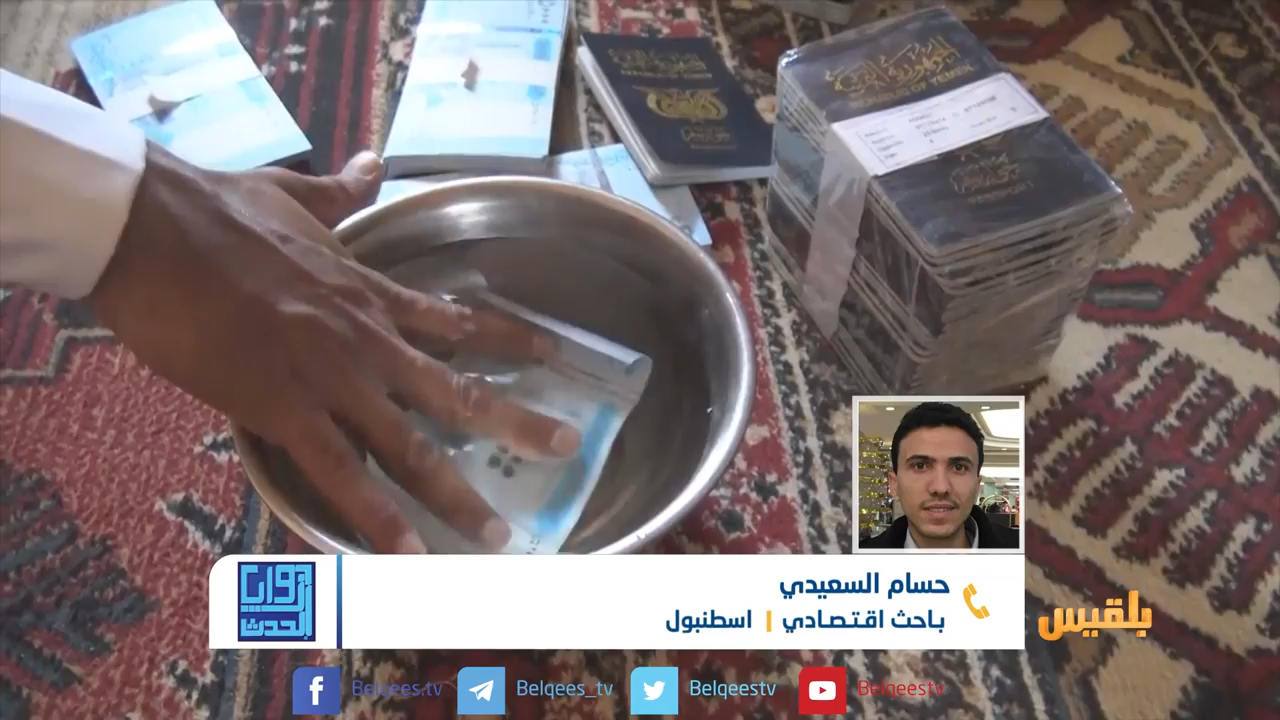 الجمهورية اليمنية
REPUBLIC OF YEMEN
حسام السعيدي
باحث اقتصادي | اسطنبول
زوايا الحدث
بلقيس
Belqees.tv
Belqees_tv
Belqeestv
Belqeestv